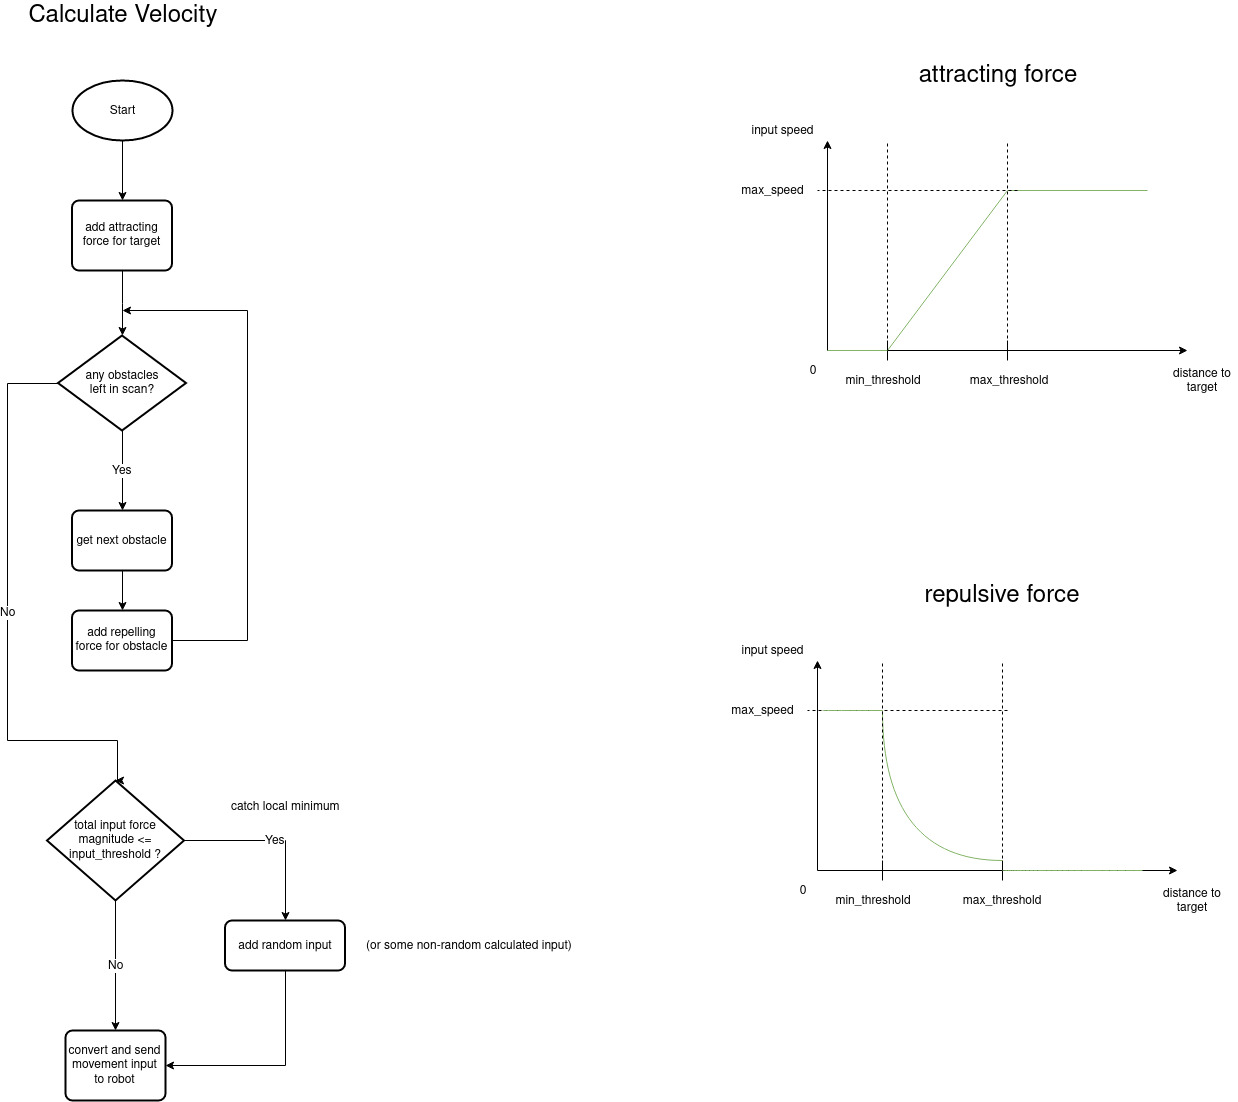 Calculate Velocity
Start
add attracting
force for target
any obstacles
left in scan?
Yes
get next obstacle
No
add repelling
force for obstacle
catch local minimum
total input force
magnitude <=
input_threshold ?
Yes
add random input
(or some non-random calculated input)
No
convert and send
movement input
to robot
attracting force
input speed
max_speed
0
min_threshold
max_threshold
distance to
target
repulsive force
input speed
max_speed
0
min_threshold
max_threshold
distance to
target